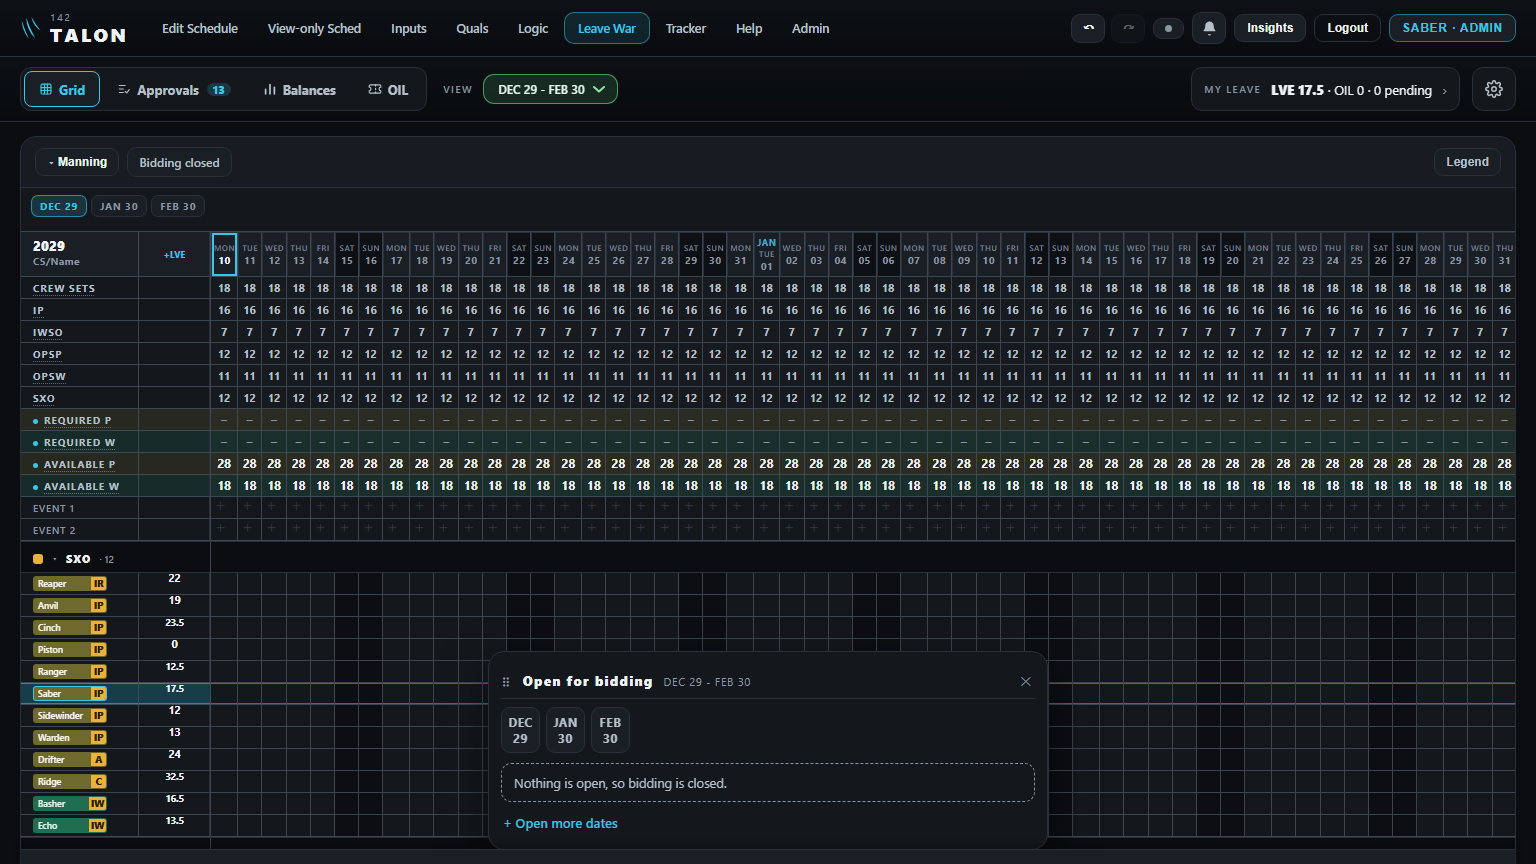 142
TALON
Edit Schedule
View-only Sched
Inputs
Quals
Logic
Leave War
Tracker
Help
Admin
Insights
Logout
SABER · ADMIN
Grid
Approvals 13
Balances
OIL
VIEW
DEC 29 - FEB 30
MY LEAVE LVE 17.5 · OIL 0 · 0 pending ›
Manning
Bidding closed
Legend
DEC 29
JAN 30
FEB 30
2029
CS/Name
+LVE
MON TUE WED THU FRI SAT SUN MON TUE WED THU FRI SAT SUN MON TUE WED THU FRI SAT SUN MON JAN TUE WED THU FRI SAT SUN MON TUE WED THU FRI SAT SUN MON TUE WED THU FRI SAT SUN MON TUE WED THU FRI SAT SUN MON TUE WED THU
10 11 12 13 14 15 16 17 18 19 20 21 22 23 24 25 26 27 28 29 30 31 01 02 03 04 05 06 07 08 09 10 11 12 13 14 15 16 17 18 19 20 21 22 23 24 25 26 27 28 29 30 31
CREW SETS 18 18 18 18 18 18 18 18 18 18 18 18 18 18 18 18 18 18 18 18 18 18 18 18 18 18 18 18 18 18 18 18 18 18 18 18 18 18 18 18 18 18 18 18 18 18 18 18 18 18 18 18 18
IP 16 16 16 16 16 16 16 16 16 16 16 16 16 16 16 16 16 16 16 16 16 16 16 16 16 16 16 16 16 16 16 16 16 16 16 16 16 16 16 16 16 16 16 16 16 16 16 16 16 16 16 16 16
IWSO 7 7 7 7 7 7 7 7 7 7 7 7 7 7 7 7 7 7 7 7 7 7 7 7 7 7 7 7 7 7 7 7 7 7 7 7 7 7 7 7 7 7 7 7 7 7 7 7 7 7 7 7 7
OPSP 12 12 12 12 12 12 12 12 12 12 12 12 12 12 12 12 12 12 12 12 12 12 12 12 12 12 12 12 12 12 12 12 12 12 12 12 12 12 12 12 12 12 12 12 12 12 12 12 12 12 12 12 12
OPSW 11 11 11 11 11 11 11 11 11 11 11 11 11 11 11 11 11 11 11 11 11 11 11 11 11 11 11 11 11 11 11 11 11 11 11 11 11 11 11 11 11 11 11 11 11 11 11 11 11 11 11 11 11
SXO 12 12 12 12 12 12 12 12 12 12 12 12 12 12 12 12 12 12 12 12 12 12 12 12 12 12 12 12 12 12 12 12 12 12 12 12 12 12 12 12 12 12 12 12 12 12 12 12 12 12 12 12 12
REQUIRED P – – – – – – – – – – – – – – – – – – – – – – – – – – – – – – – – – – – – – – – – – – – – – – – – – – – – –
REQUIRED W – – – – – – – – – – – – – – – – – – – – – – – – – – – – – – – – – – – – – – – – – – – – – – – – – – – – –
AVAILABLE P 28 28 28 28 28 28 28 28 28 28 28 28 28 28 28 28 28 28 28 28 28 28 28 28 28 28 28 28 28 28 28 28 28 28 28 28 28 28 28 28 28 28 28 28 28 28 28 28 28 28 28 28 28
AVAILABLE W 18 18 18 18 18 18 18 18 18 18 18 18 18 18 18 18 18 18 18 18 18 18 18 18 18 18 18 18 18 18 18 18 18 18 18 18 18 18 18 18 18 18 18 18 18 18 18 18 18 18 18 18 18
EVENT 1 + + + + + + + + + + + + + + + + + + + + + + + + + + + + + + + + + + + + + + + + + + + + + + + + + + + + +
EVENT 2 + + + + + + + + + + + + + + + + + + + + + + + + + + + + + + + + + + + + + + + + + + + + + + + + + + + + +
SXO · 12
Reaper IR 22
Anvil IP 19
Cinch IP 23.5
Piston IP 0
Ranger IP 12.5
Saber IP 17.5
Sidewinder IP 12
Warden IP 13
Drifter A 24
Ridge C 32.5
Basher IW 16.5
Echo IW 13.5
Open for bidding DEC 29 - FEB 30
DEC 29
JAN 30
FEB 30
Nothing is open, so bidding is closed.
+ Open more dates